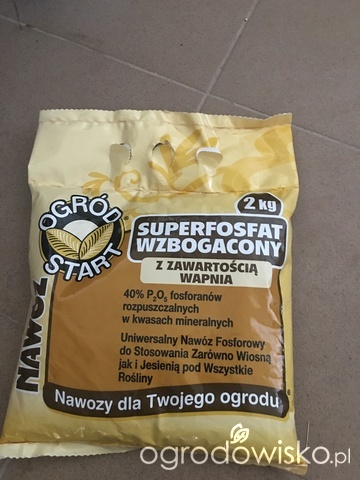 OGRÓD
START
NAWÓZ
2 kg
SUPERFOSFAT
WZBOGACONY
Z ZAWARTOŚCIĄ
WAPNIA
40% P₂O₅ fosforanów
rozpuszczalnych
w kwasach mineralnych
Uniwersalny Nawóz Fosforowy
do Stosowania Zarówno Wiosną
jak i Jesienią pod Wszystkie
Rośliny
Nawozy dla Twojego ogrodu
ogrodowisko.pl